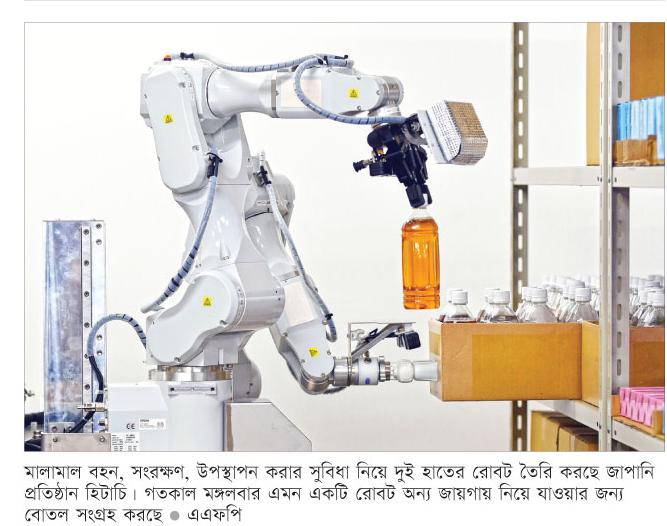 মালামাল বহন, সংরক্ষণ, উপস্থাপন করার সুবিধা নিয়ে দুই হাতের রোবট তৈরি করছে জাপানি
প্রতিষ্ঠান হিটাচি। গতকাল মঙ্গলবার এমন একটি রোবট অন্য জায়গায় নিয়ে যাওয়ার জন্য
বোতল সংগ্রহ করছে ● এএফপি